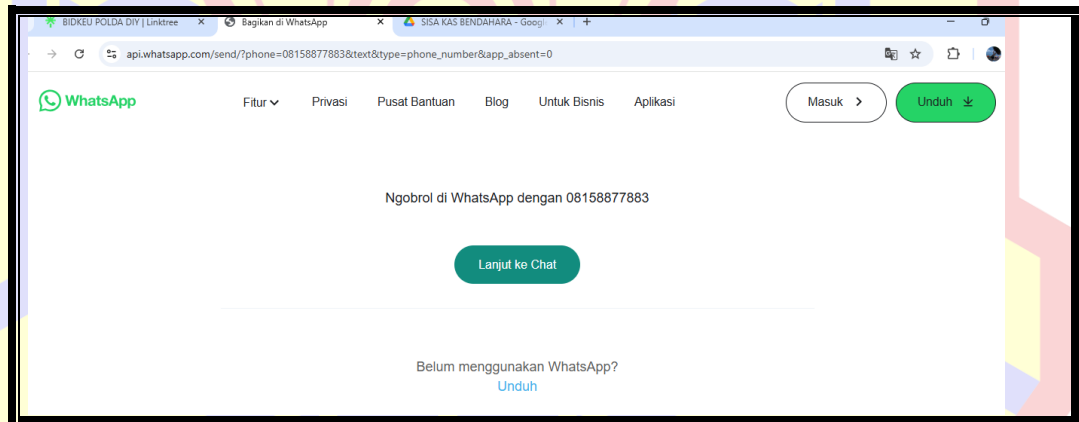 BIDKEU POLDA DIY | Linktree
Bagikan di WhatsApp
SISA KAS BENDAHARA - Googl
api.whatsapp.com/send/?phone=08158877883&text&type=phone_number&app_absent=0
WhatsApp
Fitur
Privasi
Pusat Bantuan
Blog
Untuk Bisnis
Aplikasi
Masuk
Unduh
Ngobrol di WhatsApp dengan 08158877883
Lanjut ke Chat
Belum menggunakan WhatsApp?
Unduh